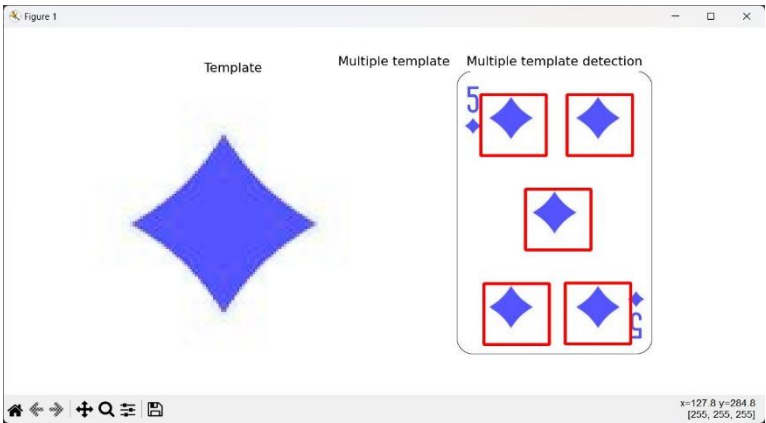 Figure 1
Template
Multiple template
Multiple template detection
5
5
x=127.8 y=284.8
[255, 255, 255]